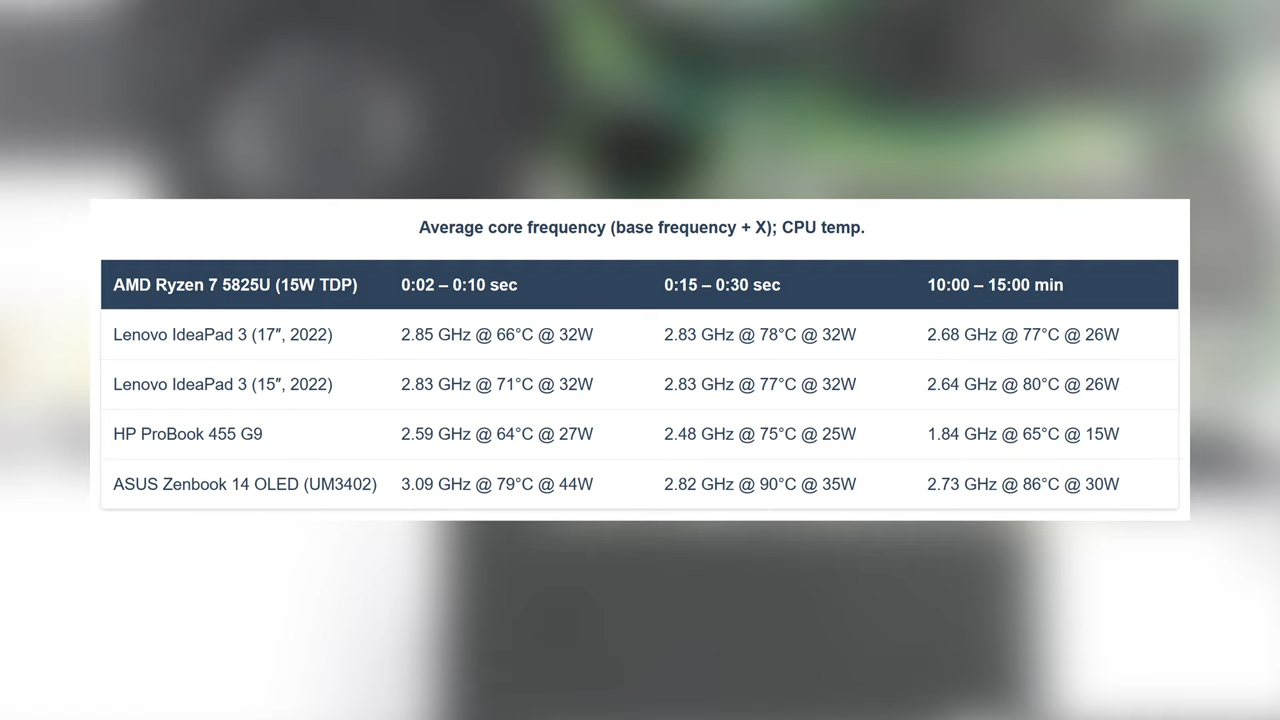 Average core frequency (base frequency + X); CPU temp.
AMD Ryzen 7 5825U (15W TDP) 0:02 – 0:10 sec 0:15 – 0:30 sec 10:00 – 15:00 min
Lenovo IdeaPad 3 (17″, 2022) 2.85 GHz @ 66°C @ 32W 2.83 GHz @ 78°C @ 32W 2.68 GHz @ 77°C @ 26W
Lenovo IdeaPad 3 (15″, 2022) 2.83 GHz @ 71°C @ 32W 2.83 GHz @ 77°C @ 32W 2.64 GHz @ 80°C @ 26W
HP ProBook 455 G9 2.59 GHz @ 64°C @ 27W 2.48 GHz @ 75°C @ 25W 1.84 GHz @ 65°C @ 15W
ASUS Zenbook 14 OLED (UM3402) 3.09 GHz @ 79°C @ 44W 2.82 GHz @ 90°C @ 35W 2.73 GHz @ 86°C @ 30W